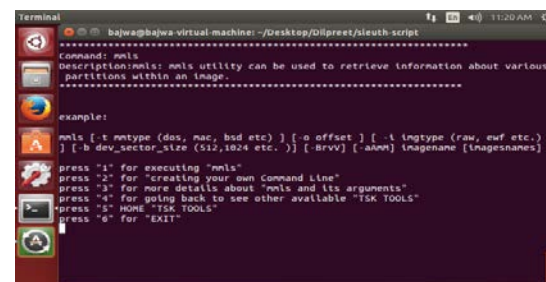 Terminal
En
11:20 AM
bajwa@bajwa-virtual-machine: ~/Desktop/Dilpreet/sleuth-script
**********************************************************************
Command: mmls
Description:mmls: mmls utility can be used to retrieve information about various
partitions within an image.
**********************************************************************
example:
mmls [-t mmtype (dos, mac, bsd etc) ] [-o offset ] [ -i imgtype (raw, ewf etc.)
] [-b dev_sector_size (512,1024 etc. )] [-BrvV] [-aAmM] imagename [imagesnames]
press "1" for executing "mmls"
press "2" for "creating your own Command Line"
press "3" for more details about "mmls and its arguments"
press "4" for going back to see other available "TSK TOOLS"
press "5" HOME "TSK TOOLS"
press "6" for "EXIT"